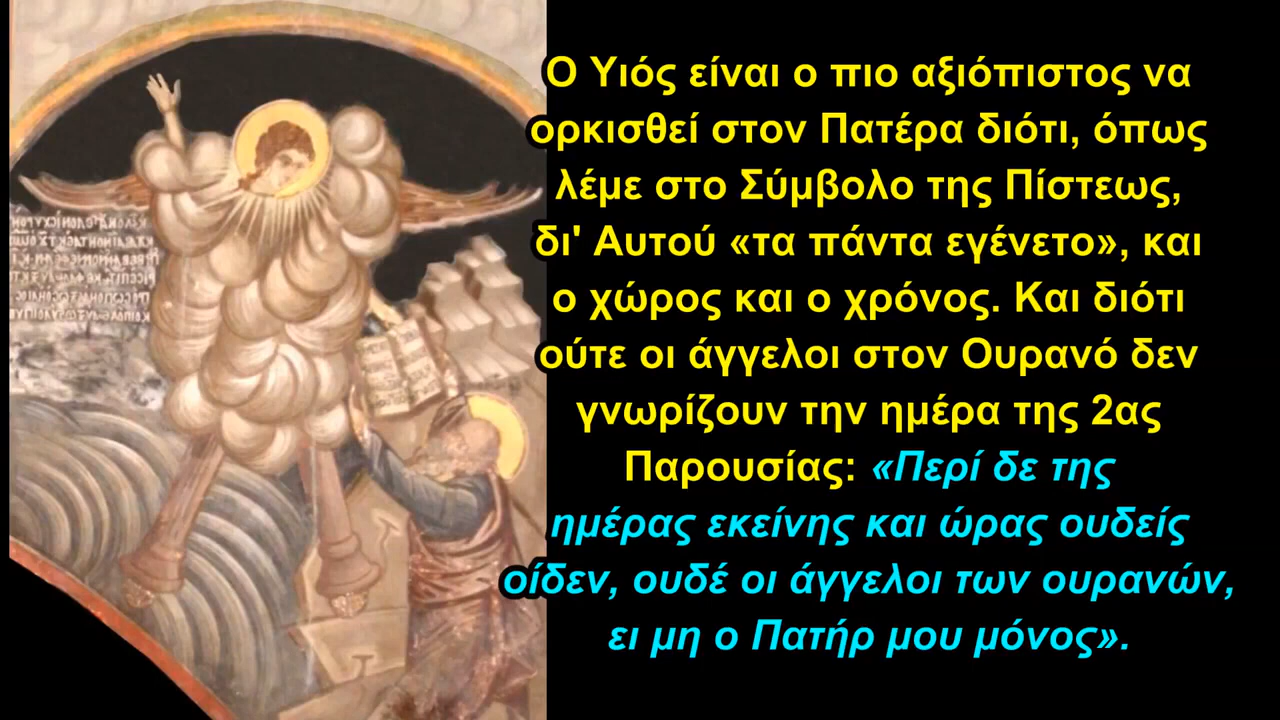 Ο Υιός είναι ο πιο αξιόπιστος να
ορκισθεί στον Πατέρα διότι, όπως
λέμε στο Σύμβολο της Πίστεως,
δι' Αυτού «τα πάντα εγένετο», και
ο χώρος και ο χρόνος. Και διότι
ούτε οι άγγελοι στον Ουρανό δεν
γνωρίζουν την ημέρα της 2ας
Παρουσίας: «Περί δε της
ημέρας εκείνης και ώρας ουδείς
οίδεν, ουδέ οι άγγελοι των ουρανών,
ει μη ο Πατήρ μου μόνος».